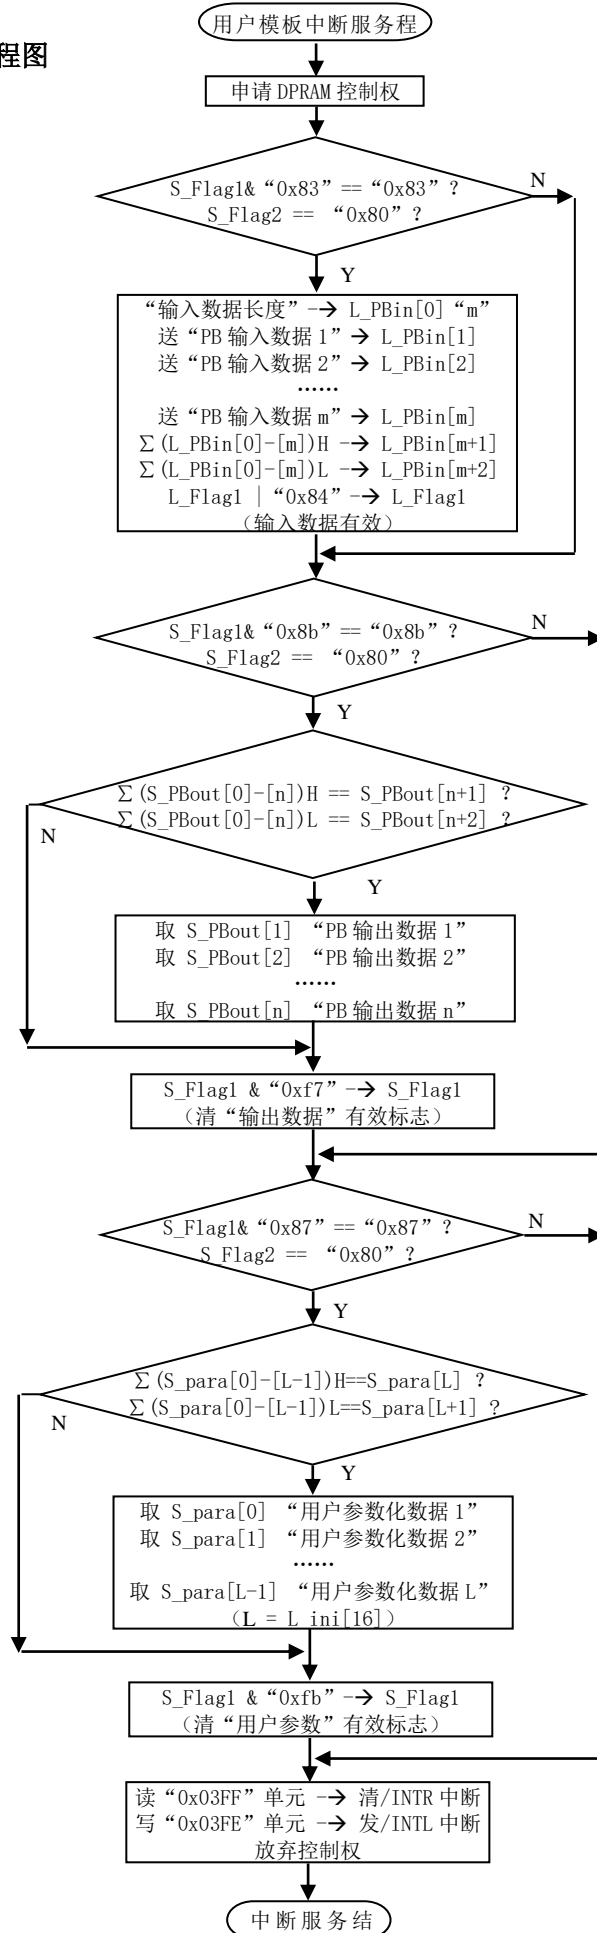 用户模板中断服务程
程图
申请 DPRAM 控制权
S_Flag1& “0x83” == “0x83” ?
S_Flag2 == “0x80” ?
N
Y
“输入数据长度” -→ L_PBin[0] “m”
送 “PB 输入数据 1” → L_PBin[1]
送 “PB 输入数据 2” → L_PBin[2]
……
送 “PB 输入数据 m” → L_PBin[m]
∑(L_PBin[0]-[m])H -→ L_PBin[m+1]
∑(L_PBin[0]-[m])L -→ L_PBin[m+2]
L_Flag1 | “0x84” -→ L_Flag1
（输入数据有效）
S_Flag1& “0x8b” == “0x8b” ?
S_Flag2 == “0x80” ?
N
Y
∑(S_PBout[0]-[n])H == S_PBout[n+1] ?
∑(S_PBout[0]-[n])L == S_PBout[n+2] ?
N
Y
取 S_PBout[1] “PB 输出数据 1”
取 S_PBout[2] “PB 输出数据 2”
……
取 S_PBout[n] “PB 输出数据 n”
S_Flag1 & “0xf7” -→ S_Flag1
（清 “输出数据” 有效标志）
S_Flag1& “0x87” == “0x87” ?
S_Flag2 == “0x80” ?
N
Y
∑(S_para[0]-[L-1])H==S_para[L] ?
∑(S_para[0]-[L-1])L==S_para[L+1] ?
N
Y
取 S_para[0] “用户参数化数据 1”
取 S_para[1] “用户参数化数据 2”
……
取 S_para[L-1] “用户参数化数据 L”
（L = L_ini[16]）
S_Flag1 & “0xfb” -→ S_Flag1
（清 “用户参数” 有效标志）
读 “0x03FF” 单元 -→ 清/INTR 中断
写 “0x03FE” 单元 -→ 发/INTL 中断
放弃控制权
中断服务结